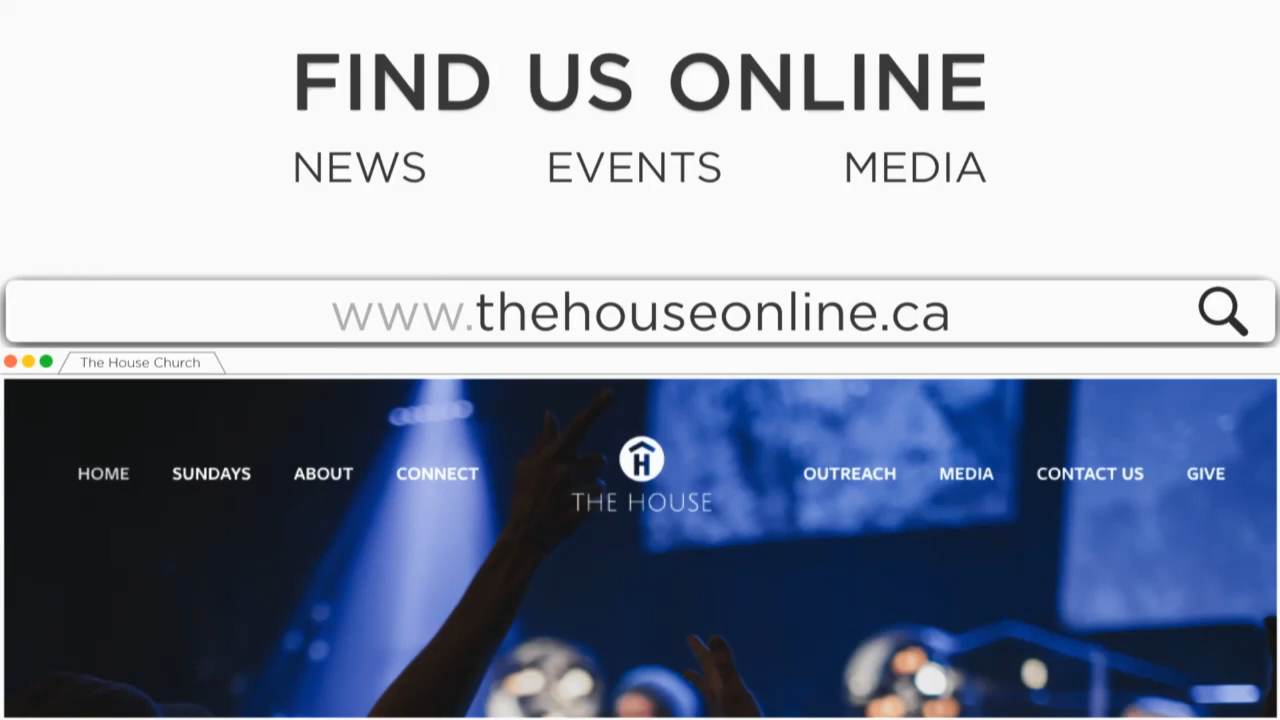 FIND US ONLINE
NEWS EVENTS MEDIA
www.thehouseonline.ca
The House Church
HOME SUNDAYS ABOUT CONNECT OUTREACH MEDIA CONTACT US GIVE
H
THE HOUSE